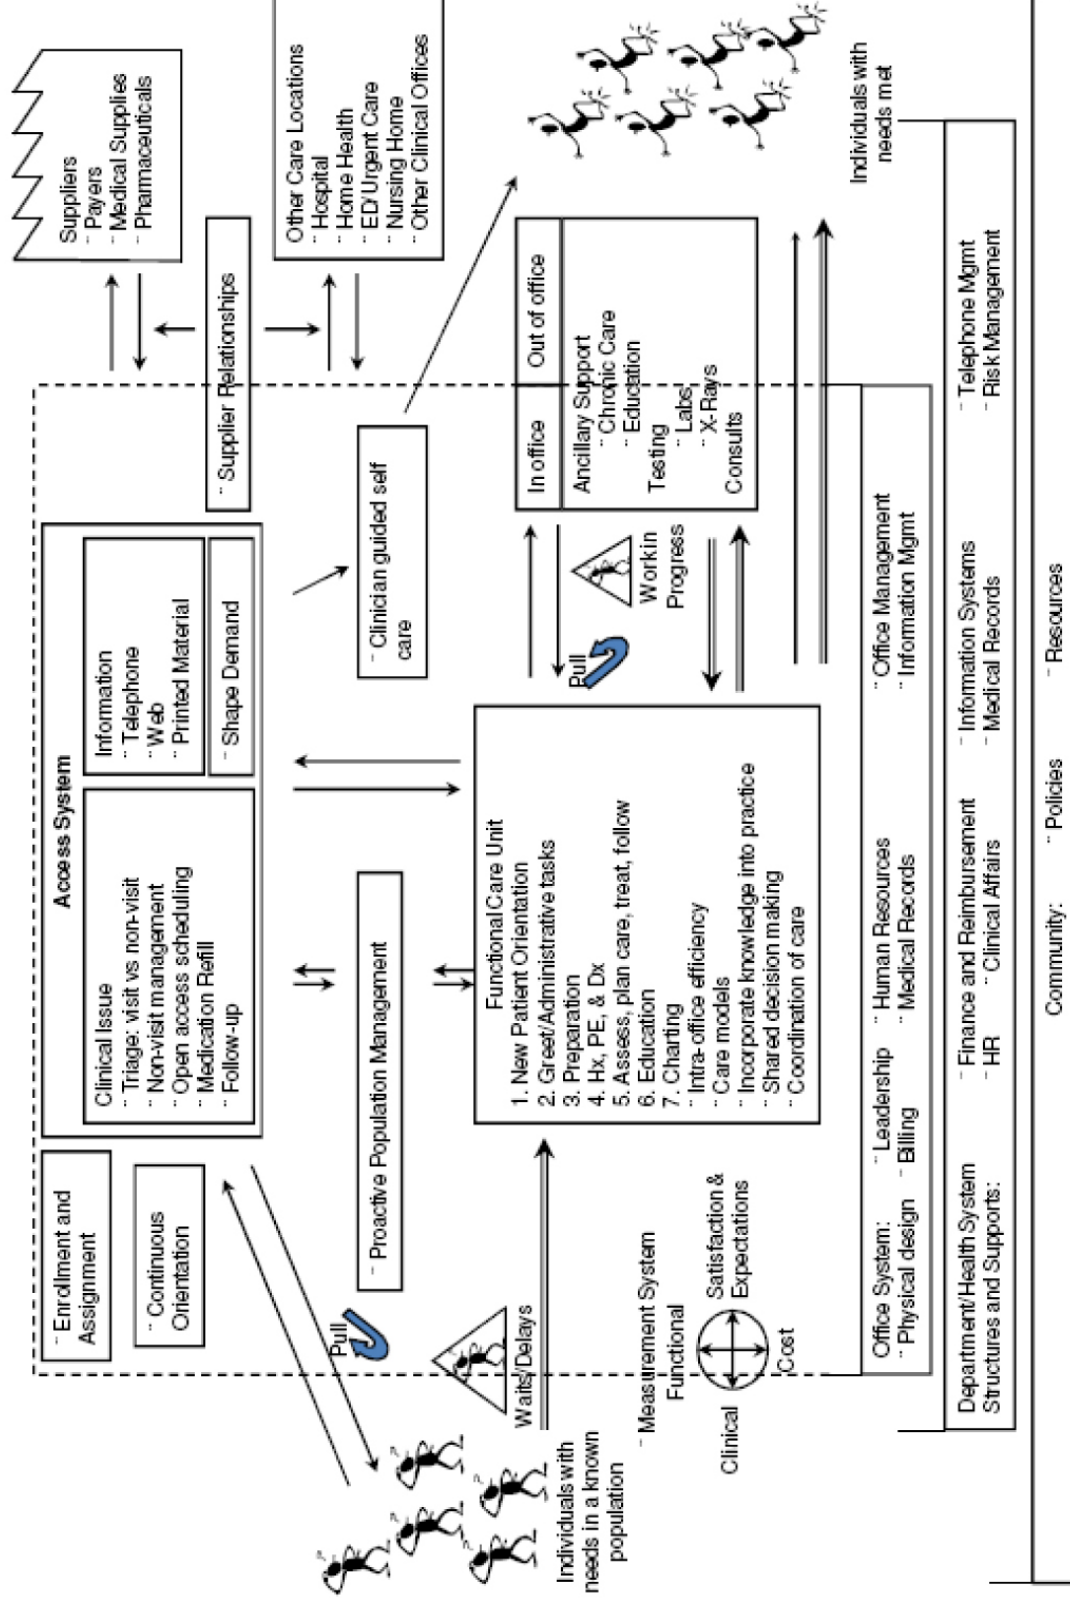 Suppliers
¨ Payers
¨ Medical Supplies
¨ Pharmaceuticals
¨ Supplier Relationships
Other Care Locations
¨ Hospital
¨ Home Health
¨ ED/Urgent Care
¨ Nursing Home
¨ Other Clinical Offices
¨ Enrollment and
Assignment
¨ Continuous
Orientation
Access System
Clinical Issue
¨ Triage: visit vs non-visit
¨ Non-visit management
¨ Open access scheduling
¨ Medication Refill
¨ Follow-up
Information
¨ Telephone
¨ Web
¨ Printed Material
¨ Shape Demand
¨ Clinician guided self
care
Pull
¨ Proactive Population Management
Waits/Delays
Individuals with
needs in a known
population
Functional Care Unit
1. New Patient Orientation
2. Greet/Administrative tasks
3. Preparation
4. Hx, PE, & Dx
5. Assess, plan care, treat, follow
6. Education
7. Charting
¨ Intra-office efficiency
¨ Care models
¨ Incorporate knowledge into practice
¨ Shared decision making
¨ Coordination of care
Pull
Work in
Progress
In office
Out of office
Ancillary Support
¨ Chronic Care
¨ Education
Testing
¨ Labs
¨ X-Rays
Consults
Individuals with
needs met
¨ Measurement System
Functional
Clinical
Satisfaction &
Expectations
Cost
Office System:
¨ Leadership
¨ Human Resources
¨ Office Management
¨ Physical design
¨ Billing
¨ Medical Records
¨ Information Mgmt
Department/Health System
Structures and Supports:
¨ Finance and Reimbursement
¨ Information Systems
¨ Telephone Mgmt
¨ HR
¨ Clinical Affairs
¨ Medical Records
¨ Risk Management
Community:
¨ Policies
¨ Resources